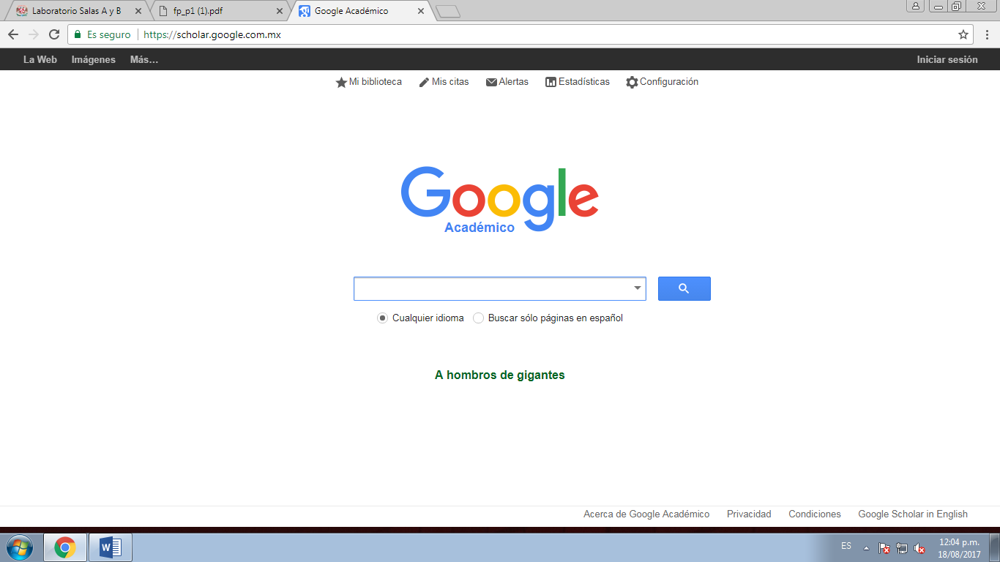 Laboratorio Salas A y B
fp_p1 (1).pdf
Google Académico
Es seguro https://scholar.google.com.mx
La Web Imágenes Más... Iniciar sesión
Mi biblioteca Mis citas Alertas Estadísticas Configuración
Google
Académico
Cualquier idioma Buscar sólo páginas en español
A hombros de gigantes
Acerca de Google Académico Privacidad Condiciones Google Scholar in English
ES
12:04 p.m.
18/08/2017